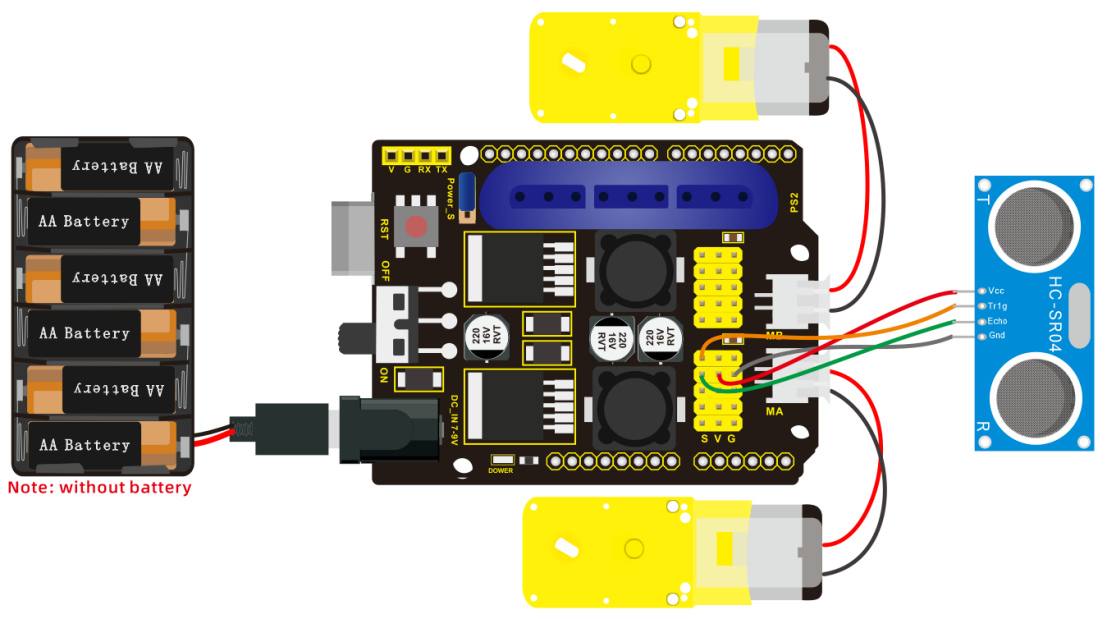 AA Battery
AA Battery
AA Battery
AA Battery
AA Battery
AA Battery
Note: without battery
V G RX TX
Power_S
RST
PS2
OFF
ON
220
16V
RVT
220
16V
RVT
220
16V
RVT
MB
MA
DC_IN 7-9V
S V G
DOWER
T
HC-SR04
Vcc
Tr1g
Echo
Gnd
R